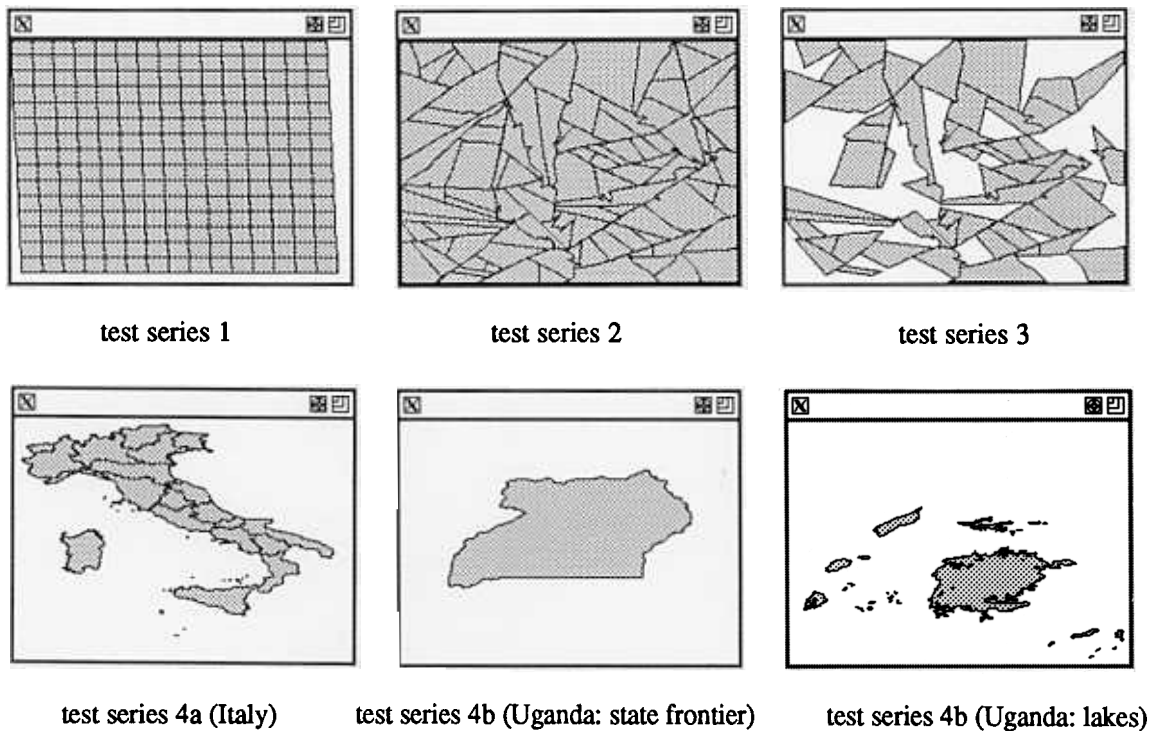 test series 1
test series 2
test series 3
test series 4a (Italy)
test series 4b (Uganda: state frontier)
test series 4b (Uganda: lakes)